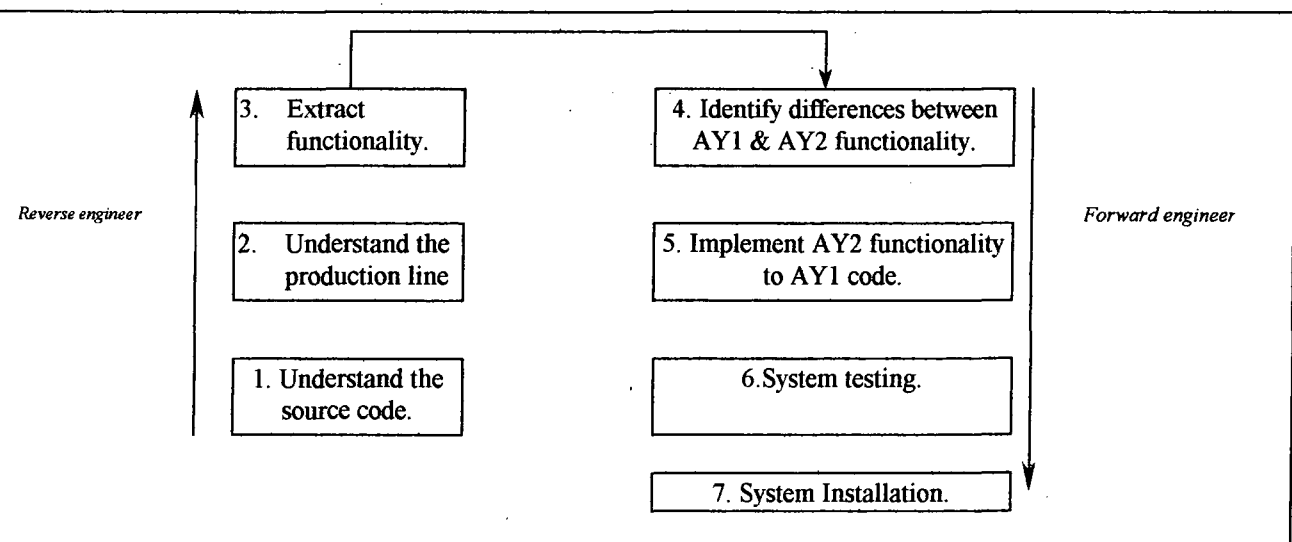 3. Extract
functionality.
4. Identify differences between
AY1 & AY2 functionality.
Reverse engineer
2. Understand the
production line
5. Implement AY2 functionality
to AY1 code.
Forward engineer
1. Understand the
source code.
6.System testing.
7. System Installation.